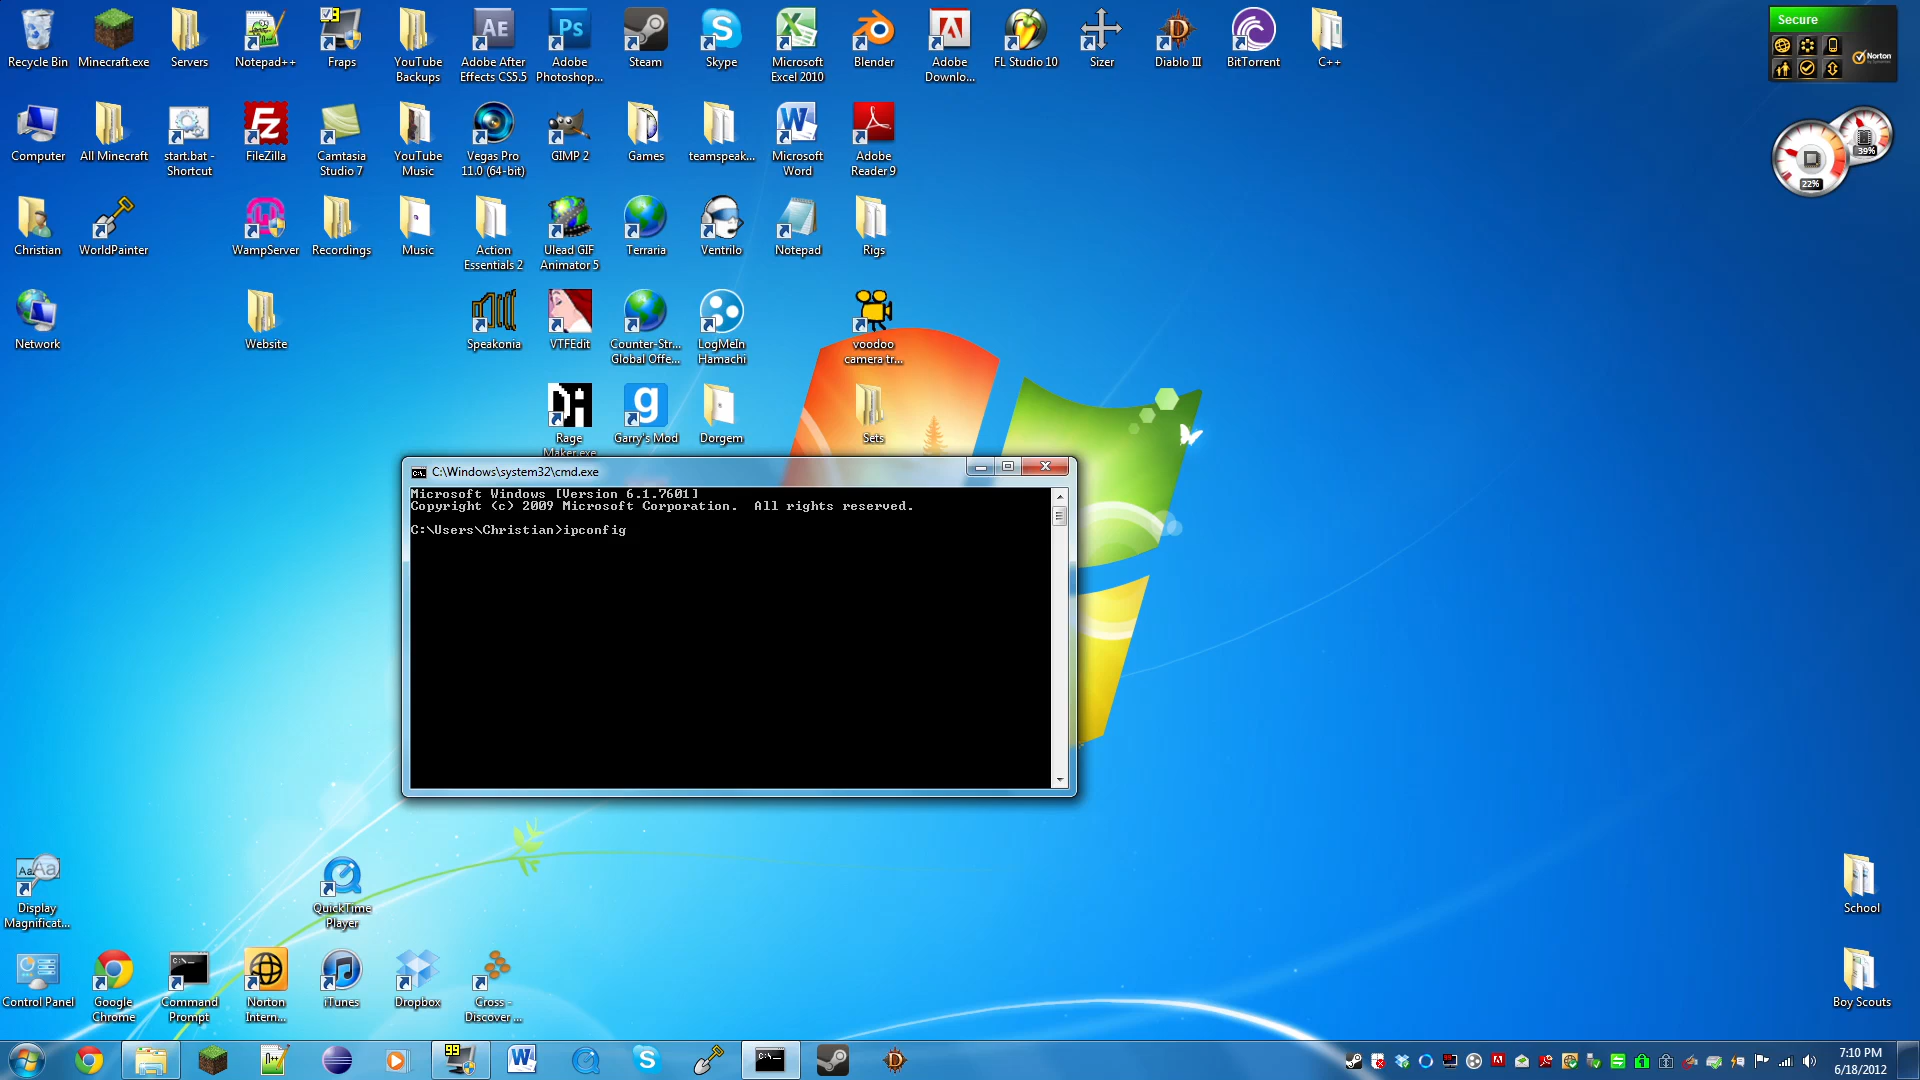 Recycle Bin
Minecraft.exe
Servers
Notepad++
Fraps
YouTube
Backups
Adobe After
Effects CS5.5
Adobe
Photoshop...
Steam
Skype
Microsoft
Excel 2010
Blender
Adobe
Downlo...
FL Studio 10
Sizer
Diablo III
BitTorrent
C++
Secure
Norton
Computer
All Minecraft
start.bat -
Shortcut
FileZilla
Camtasia
Studio 7
YouTube
Music
Vegas Pro
11.0 (64-bit)
GIMP 2
Games
teamspeak...
Microsoft
Word
Adobe
Reader 9
39%
22%
Christian
WorldPainter
WampServer
Recordings
Music
Action
Essentials 2
Ulead GIF
Animator 5
Terraria
Ventrilo
Notepad
Rigs
Network
Website
Speakonia
VTFEdit
Counter-Str...
Global Offe...
LogMeIn
Hamachi
voodoo
camera tr...
Rage
Maker.exe
Garry's Mod
Dorgem
Sets
C:\Windows\system32\cmd.exe
Microsoft Windows [Version 6.1.7601]
Copyright (c) 2009 Microsoft Corporation.  All rights reserved.
C:\Users\Christian>ipconfig
Display
Magnificat...
QuickTime
Player
School
Control Panel
Google
Chrome
Command
Prompt
Norton
Intern...
iTunes
Dropbox
Cross -
Discover ...
Boy Scouts
7:10 PM
6/18/2012